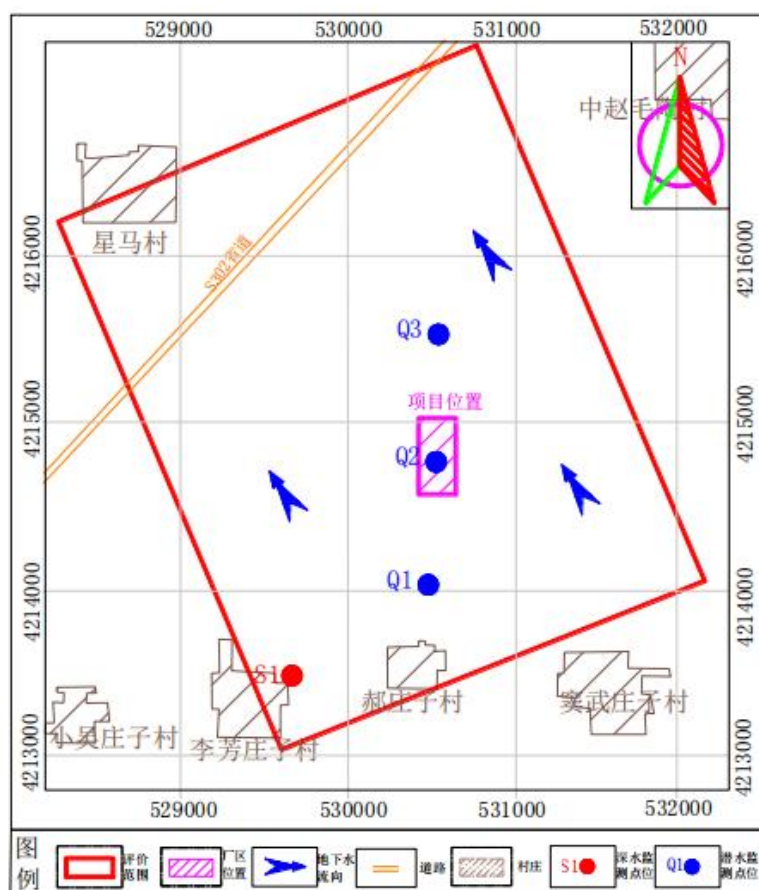 529000 530000 531000 532000
N
中赵毛陶村
星马村
4216000
4216000
S302省道
Q3
项目位置
4215000
4215000
Q2
Q1
4214000
4214000
S1
郝庄子村
窦武庄子村
小吴庄子村
李芳庄子村
4213000
4213000
529000 530000 531000 532000
图例
评价范围
厂区位置
地下水流向
道路
村庄
S1
深水监测点位
Q1
潜水监测点位